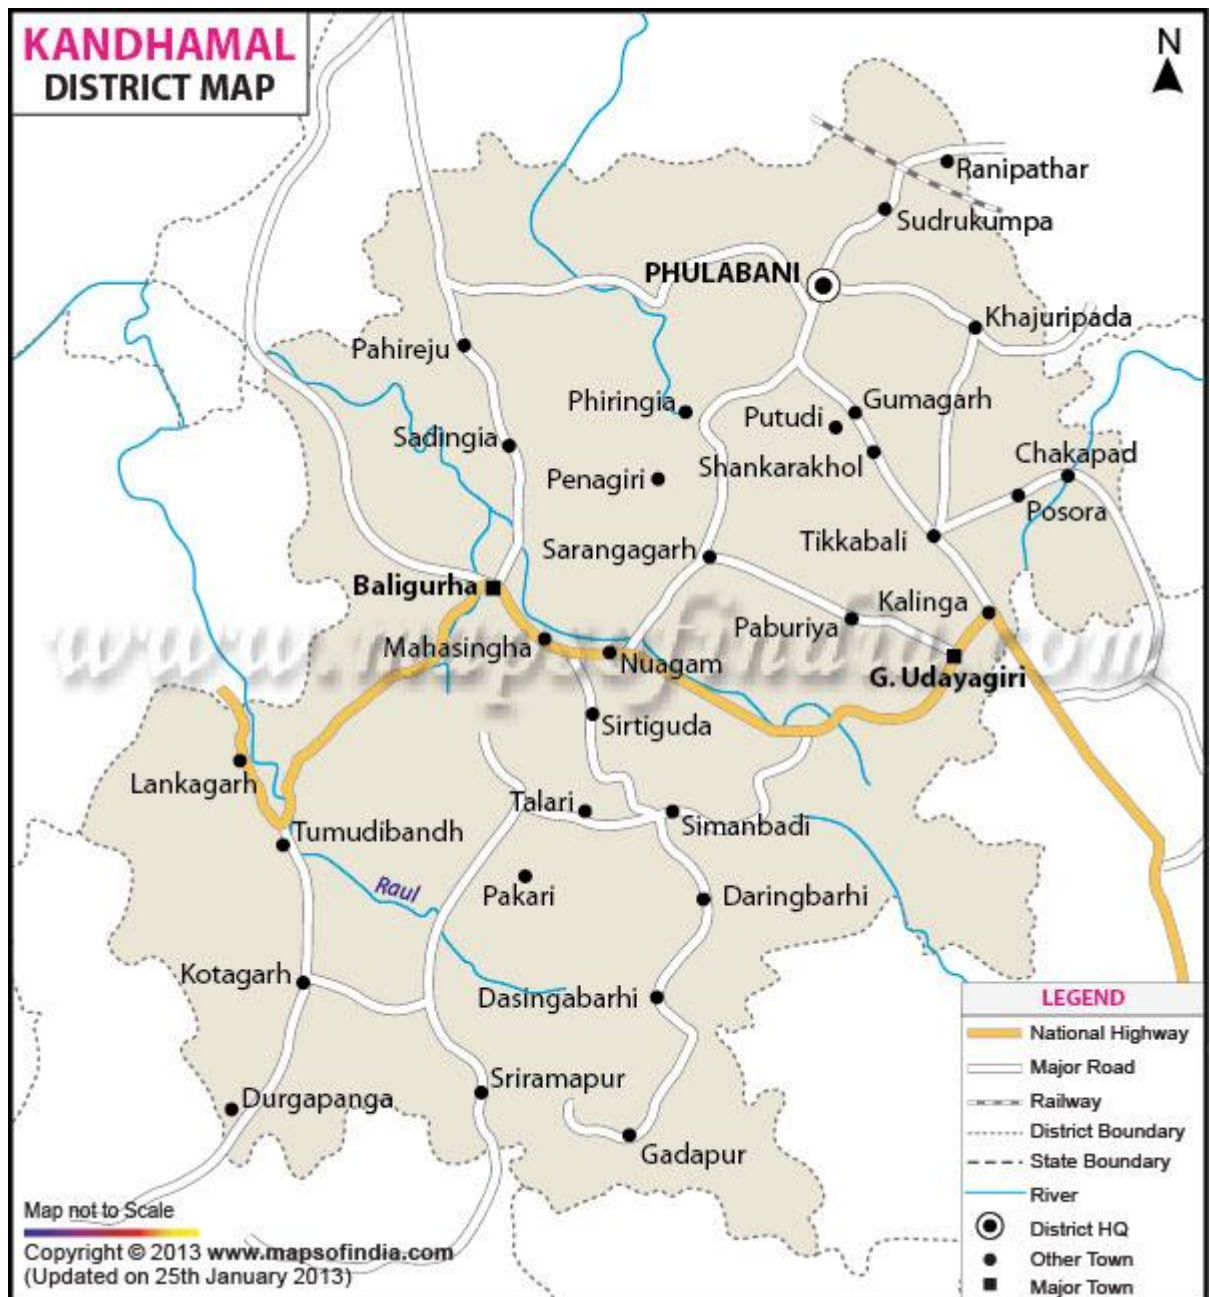 KANDHAMAL
DISTRICT MAP
N
Ranipathar
Sudrukumpa
PHULABANI
Khajuripada
Pahireju
Phiringia
Gumagarh
Putudi
Sadingia
Chakapad
Shankarakhol
Penagiri
Posora
Tikkabali
Sarangagarh
Baligurha
Kalinga
Paburiya
www.mapsofindia.com
Mahasingha
Nuagam
G. Udayagiri
Sirtiguda
Lankagarh
Talari
Simanbadi
Tumudibandh
Raul
Pakari
Daringbarhi
Kotagarh
Dasingabarhi
Sriramapur
Durgapanga
Gadapur
LEGEND
National Highway
Major Road
Railway
District Boundary
State Boundary
River
District HQ
Other Town
Major Town
Map not to Scale
Copyright © 2013 www.mapsofindia.com
(Updated on 25th January 2013)